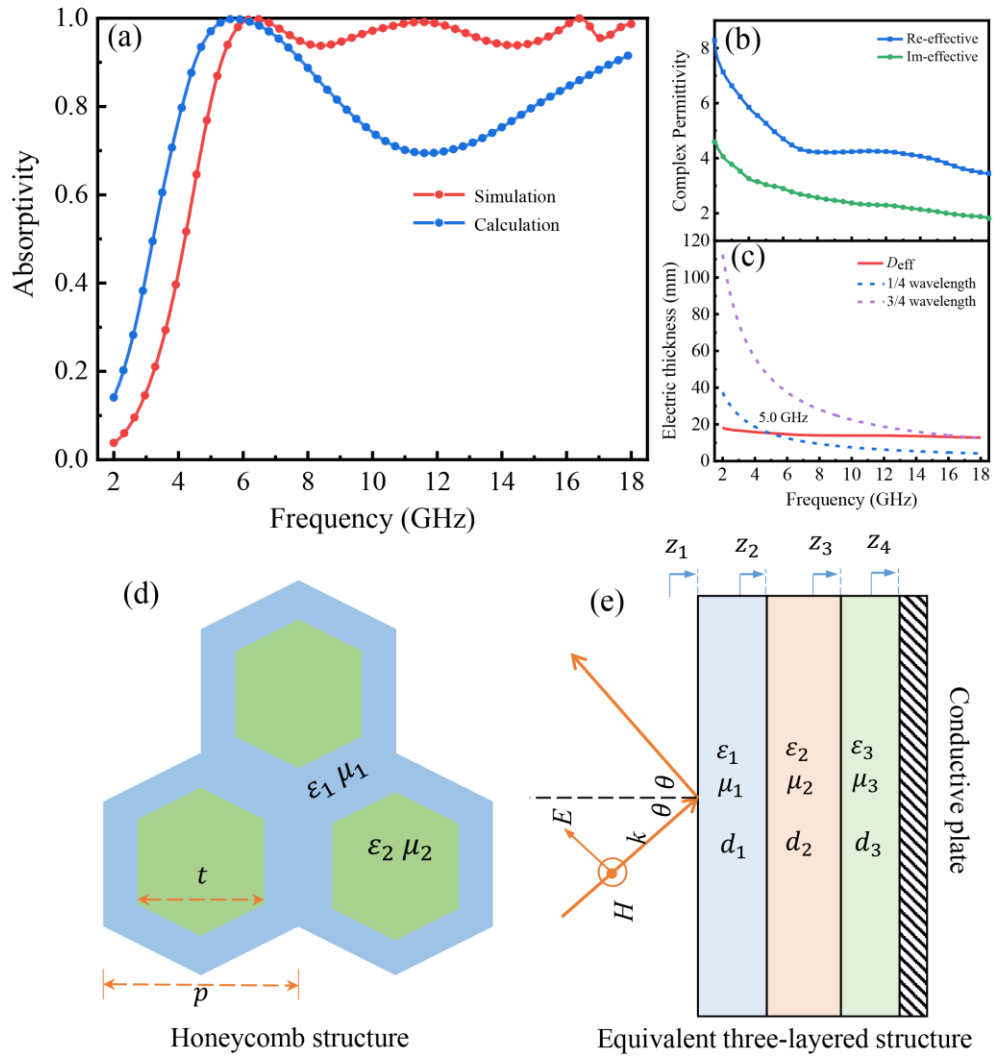 (a)
1.0
0.8
0.6
0.4
0.2
0.0
Absorptivity
Simulation
Calculation
2 4 6 8 10 12 14 16 18
Frequency (GHz)
(b)
Re-effective
Im-effective
8
6
4
2
Complex Permittivity
(c)
D_eff
1/4 wavelength
3/4 wavelength
120
100
80
60
40
20
0
Electric thickness (mm)
5.0 GHz
2 4 6 8 10 12 14 16 18
Frequency (GHz)
(d)
ε₁ μ₁
ε₂ μ₂
t
p
Honeycomb structure
(e)
z₁ z₂ z₃ z₄
ε₁ ε₂ ε₃
μ₁ μ₂ μ₃
d₁ d₂ d₃
θ
θ
E
k
H
Conductive plate
Equivalent three-layered structure